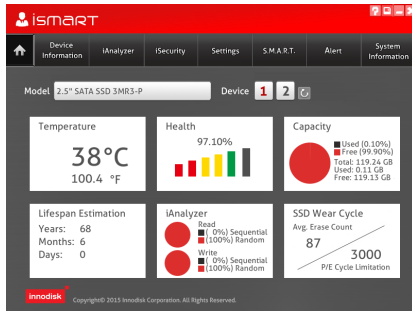 ismart
Device Information
iAnalyzer
iSecurity
Settings
S.M.A.R.T.
Alert
System Information
Model 2.5" SATA SSD 3MR3-P
Device 1 2
Temperature
38°C
100.4 °F
Health
97.10%
Capacity
Used (0.10%)
Free (99.90%)
Total: 119.24 GB
Used: 0.11 GB
Free: 119.13 GB
Lifespan Estimation
Years: 68
Months: 6
Days: 0
iAnalyzer
Read
( 0%) Sequential
(100%) Random
Write
( 0%) Sequential
(100%) Random
SSD Wear Cycle
Avg. Erase Count
87
3000
P/E Cycle Limitation
innodisk
Copyright© 2015 Innodisk Corporation. All Rights Reserved.